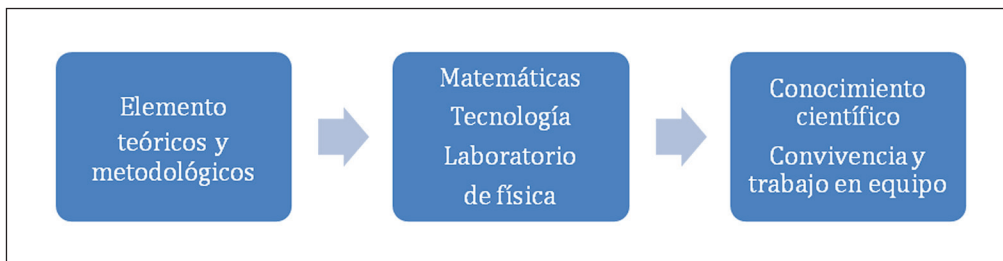 Elemento
teóricos y
metodológicos
Matemáticas
Tecnología
Laboratorio
de física
Conocimiento
científico
Convivencia y
trabajo en equipo